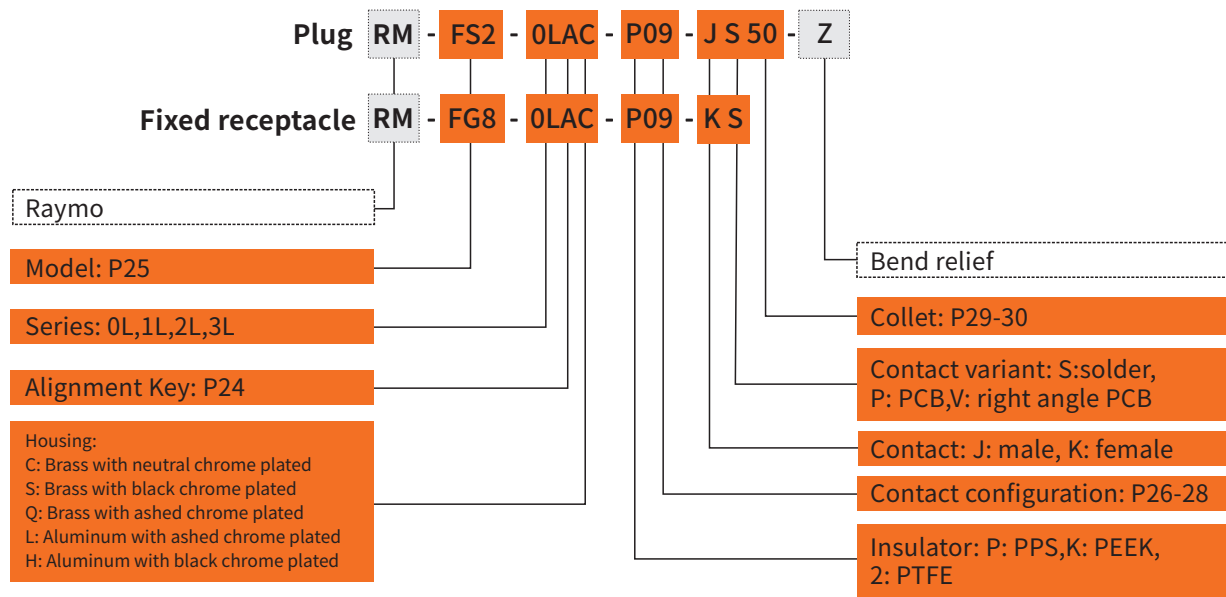 Plug RM - FS2 - 0LAC - P09 - J S 50 - Z
Fixed receptacle RM - FG8 - 0LAC - P09 - K S
Raymo
Model: P25
Series: 0L,1L,2L,3L
Alignment Key: P24
Housing:
C: Brass with neutral chrome plated
S: Brass with black chrome plated
Q: Brass with ashed chrome plated
L: Aluminum with ashed chrome plated
H: Aluminum with black chrome plated
Bend relief
Collet: P29-30
Contact variant: S:solder,
P: PCB,V: right angle PCB
Contact: J: male, K: female
Contact configuration: P26-28
Insulator: P: PPS,K: PEEK,
2: PTFE